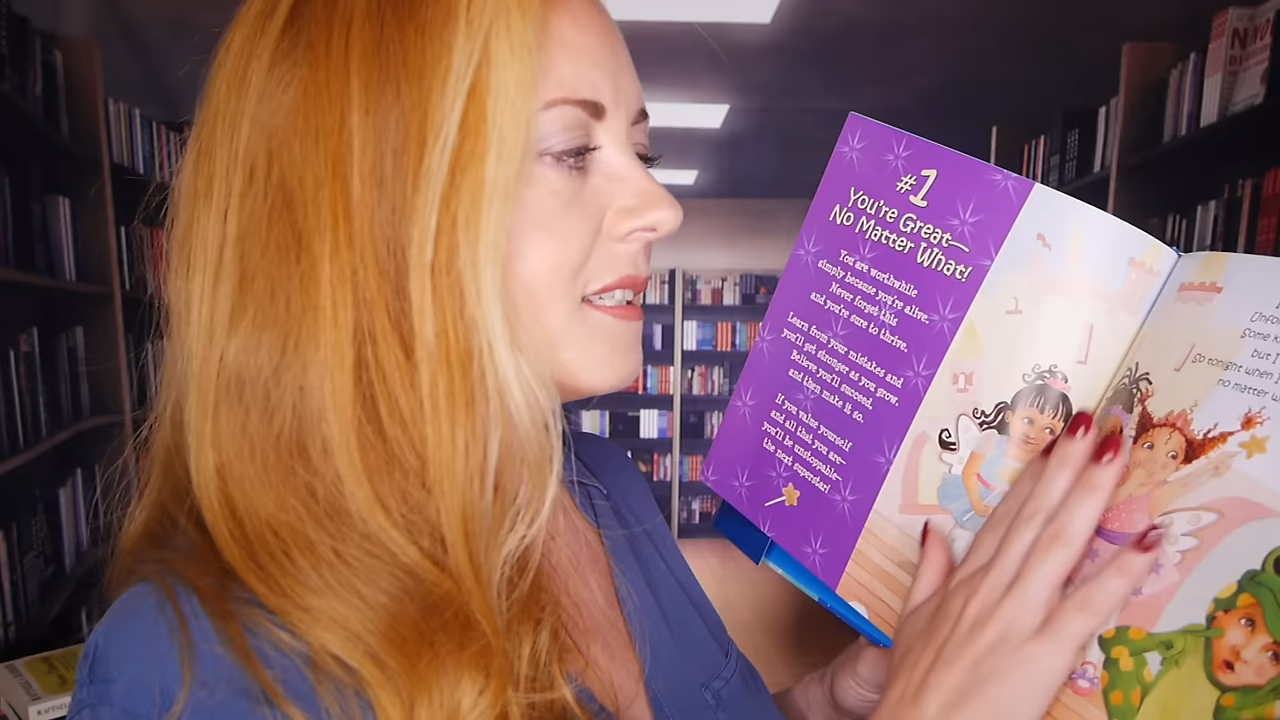 #1
You're Great—
No Matter What!
You are worthwhile
simply because you're alive.
Never forget this
and you're sure to thrive.
Learn from your mistakes and
you'll get stronger as you grow.
Believe you'll succeed,
and then make it so.
If you value yourself
and all that you are—
you'll be unstoppable—
the next superstar!
some
but
So tonight when
no matter